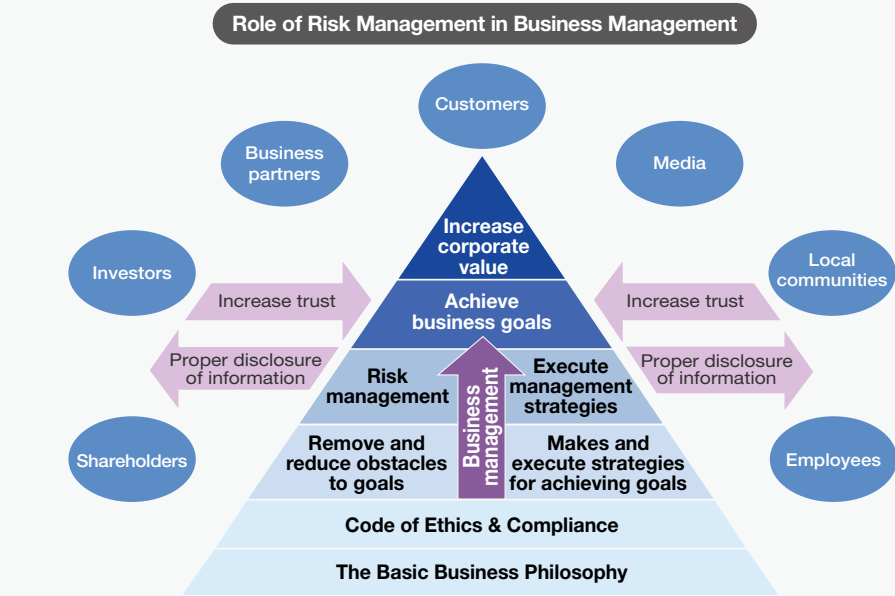 Role of Risk Management in Business Management
Customers
Business
partners
Media
Investors
Local
communities
Increase
corporate
value
Increase trust
Achieve
business goals
Increase trust
Proper disclosure
of information
Risk
management
Business
management
Execute
management
strategies
Proper disclosure
of information
Shareholders
Remove and
reduce obstacles
to goals
Makes and
execute strategies
for achieving goals
Employees
Code of Ethics & Compliance
The Basic Business Philosophy